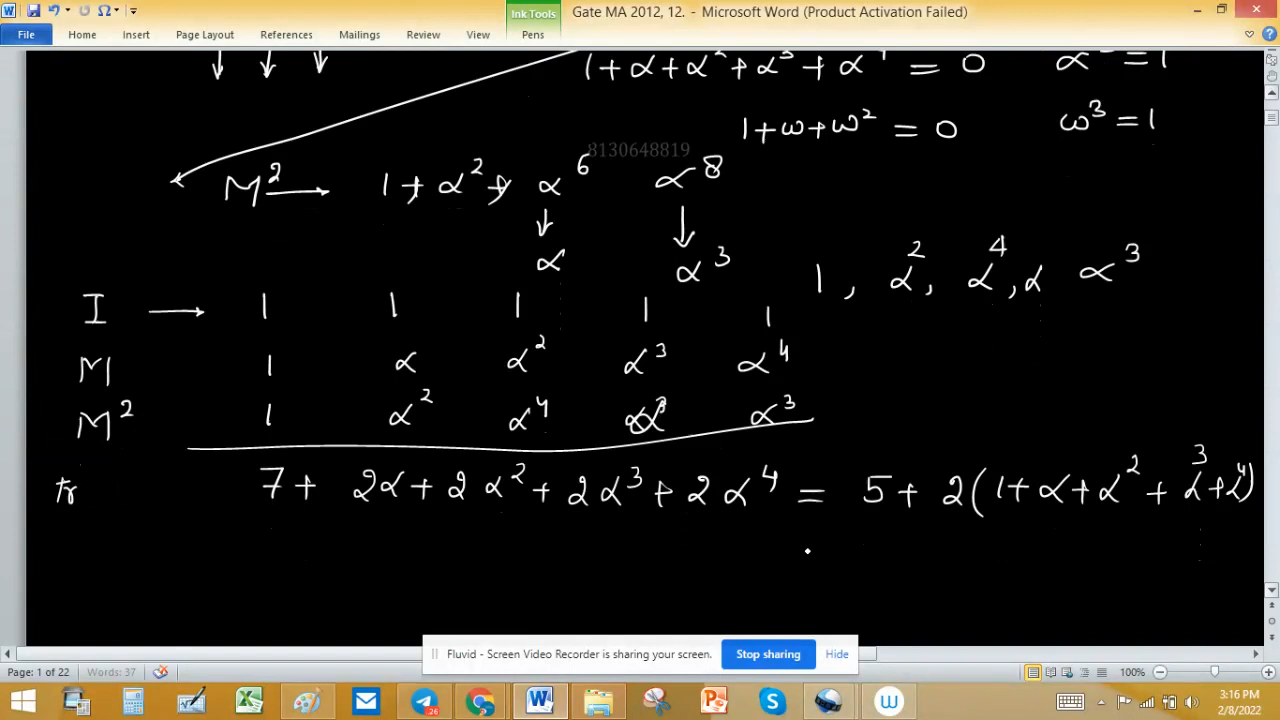 Gate MA 2012, 12. - Microsoft Word (Product Activation Failed)
Ink Tools
File Home Insert Page Layout References Mailings Review View Pens
1+α+α²+α³+α⁴ = 0
=1
1+ω+ω² = 0 ω³ = 1
8130648819
M² → 1, α², α⁶ α⁸
α α³ 1, α², α⁴, α α³
I → 1 1 1 1 1
M 1 α α² α³ α⁴
M² 1 α² α⁴ α³
tr 7+ 2α+2α²+2α³+2α⁴ = 5+ 2(1+α+α²+α³+α⁴)
Fluvid - Screen Video Recorder is sharing your screen. Stop sharing Hide
Page: 1 of 22 Words: 37 100%
26
3:16 PM
2/8/2022